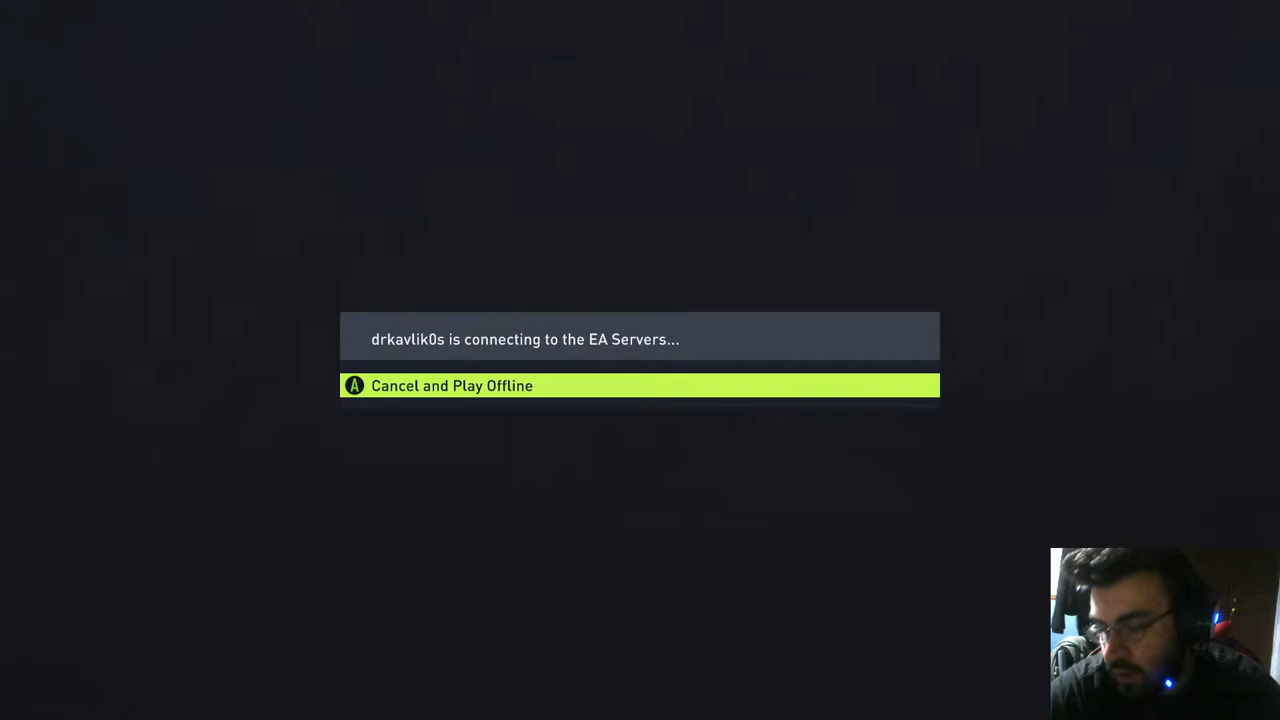 drkavlik0s is connecting to the EA Servers...
A Cancel and Play Offline